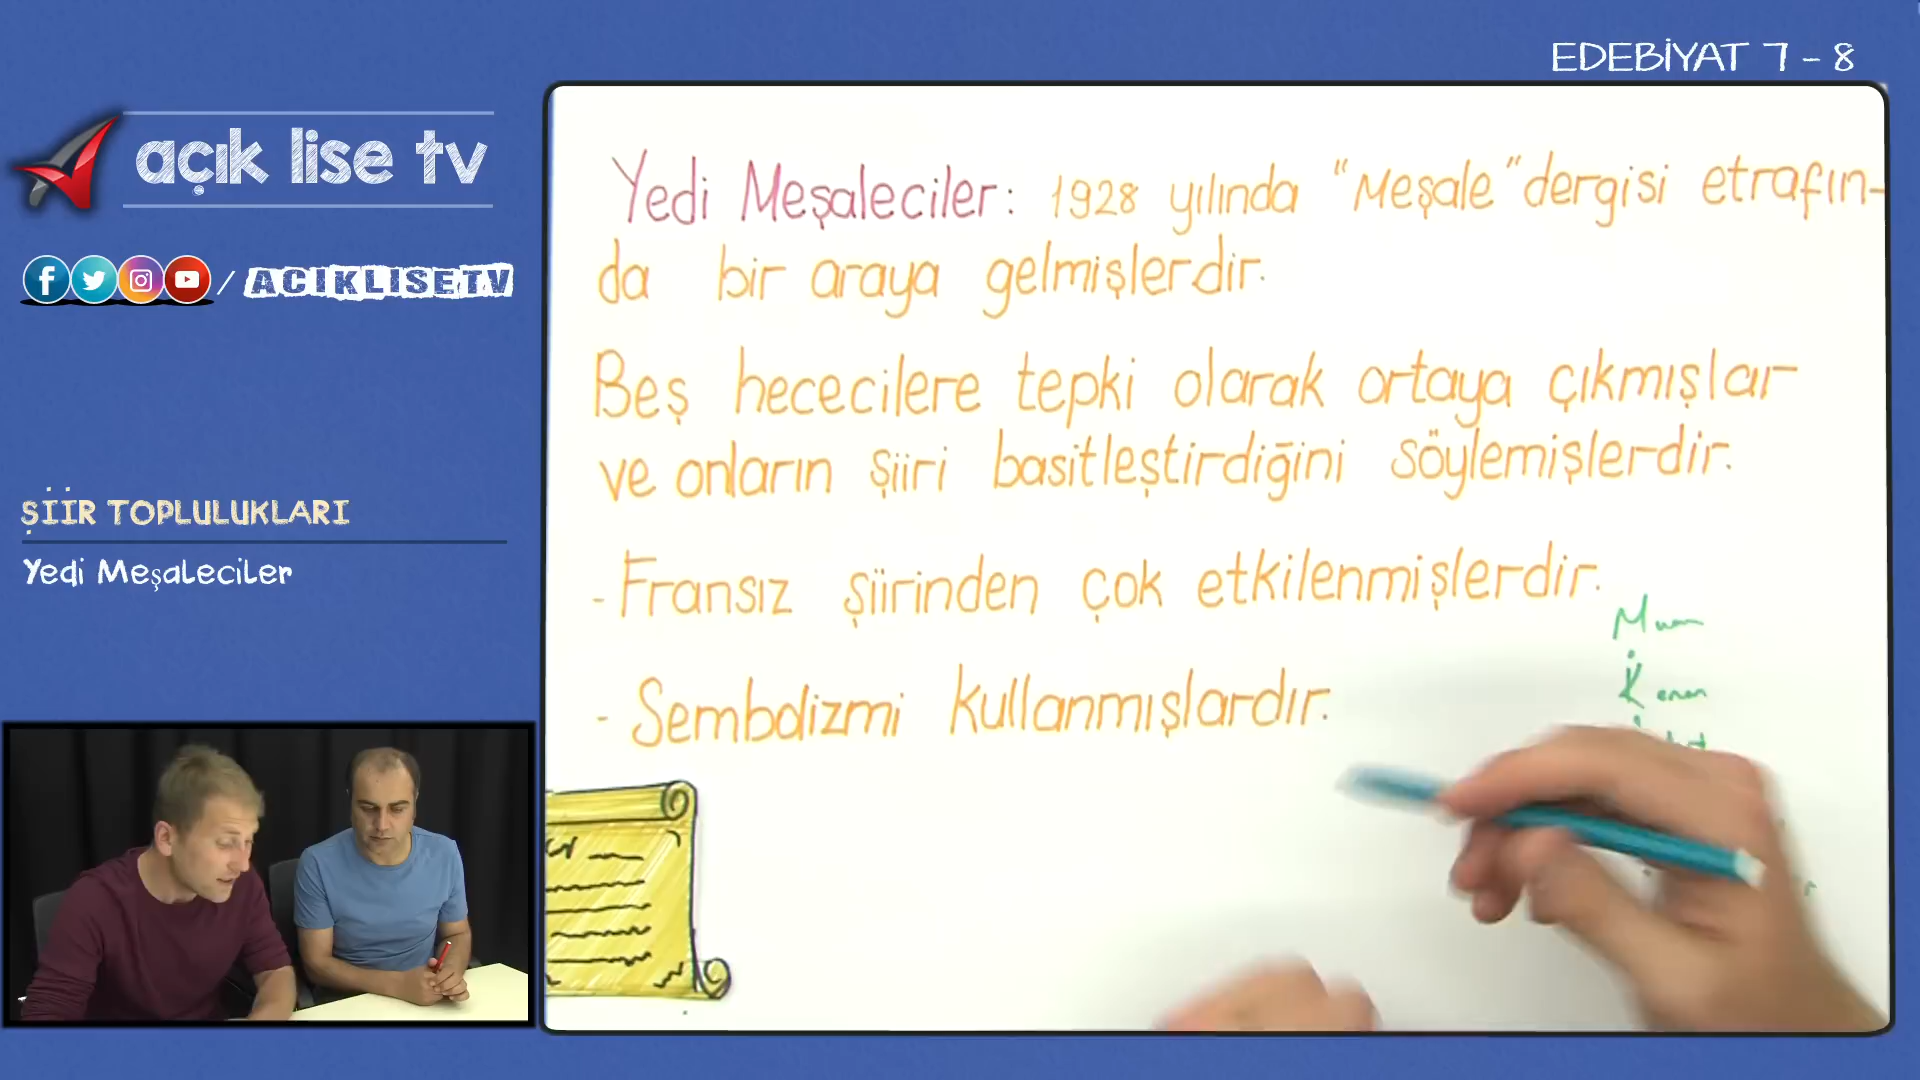 EDEBİYAT 7 - 8
açık lise tv
/ ACIKLISETV
ŞİİR TOPLULUKLARI
Yedi Meşaleciler
Yedi Meşaleciler: 1928 yılında "Meşale" dergisi etrafın-
da bir araya gelmişlerdir.
Beş hececilere tepki olarak ortaya çıkmışlar
ve onların şiiri basitleştirdiğini söylemişlerdir.
- Fransız şiirinden çok etkilenmişlerdir.
- Sembolizmi kullanmışlardır.
Kenan